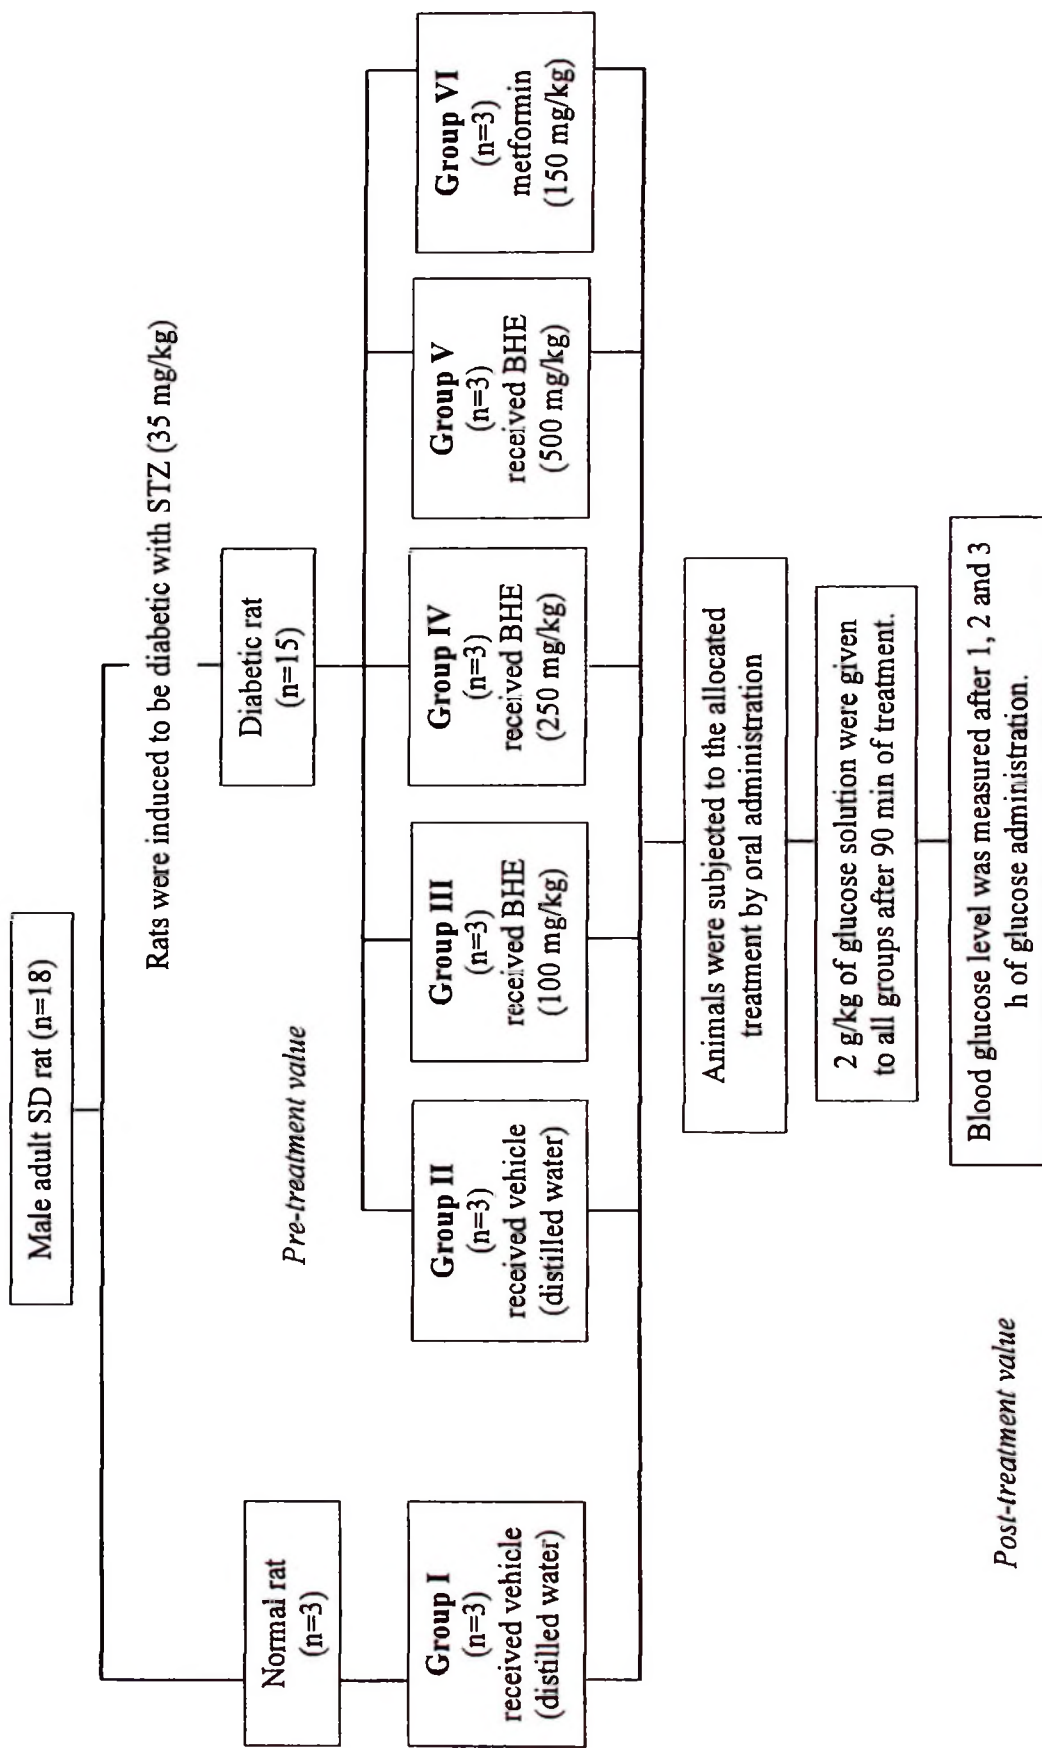 Male adult SD rat (n=18)
Rats were induced to be diabetic with STZ (35 mg/kg)
Normal rat
(n=3)
Pre-treatment value
Diabetic rat
(n=15)
Group I
(n=3)
received vehicle
(distilled water)
Group II
(n=3)
received vehicle
(distilled water)
Group III
(n=3)
received BHE
(100 mg/kg)
Group IV
(n=3)
received BHE
(250 mg/kg)
Group V
(n=3)
received BHE
(500 mg/kg)
Group VI
(n=3)
metformin
(150 mg/kg)
Animals were subjected to the allocated
treatment by oral administration
2 g/kg of glucose solution were given
to all groups after 90 min of treatment.
Post-treatment value
Blood glucose level was measured after 1, 2 and 3
h of glucose administration.